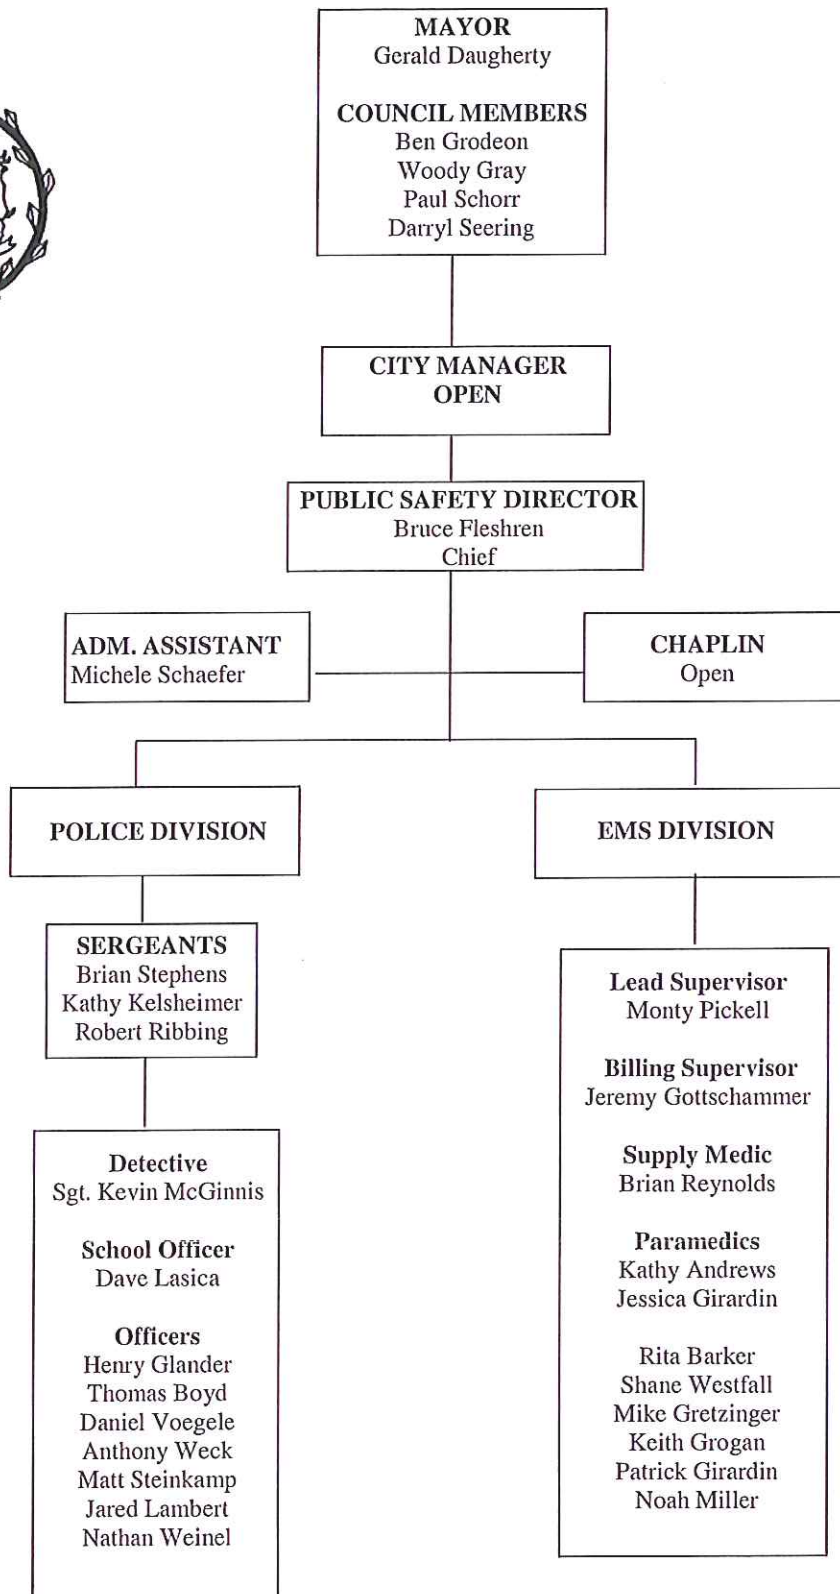 MAYOR
Gerald Daugherty
COUNCIL MEMBERS
Ben Grodeon
Woody Gray
Paul Schorr
Darryl Seering
CITY MANAGER
OPEN
PUBLIC SAFETY DIRECTOR
Bruce Fleshren
Chief
ADM. ASSISTANT
Michele Schaefer
CHAPLIN
Open
POLICE DIVISION
SERGEANTS
Brian Stephens
Kathy Kelsheimer
Robert Ribbing
Detective
Sgt. Kevin McGinnis
School Officer
Dave Lasica
Officers
Henry Glander
Thomas Boyd
Daniel Voegele
Anthony Weck
Matt Steinkamp
Jared Lambert
Nathan Weinel
EMS DIVISION
Lead Supervisor
Monty Pickell
Billing Supervisor
Jeremy Gottschammer
Supply Medic
Brian Reynolds
Paramedics
Kathy Andrews
Jessica Girardin
Rita Barker
Shane Westfall
Mike Gretzinger
Keith Grogan
Patrick Girardin
Noah Miller